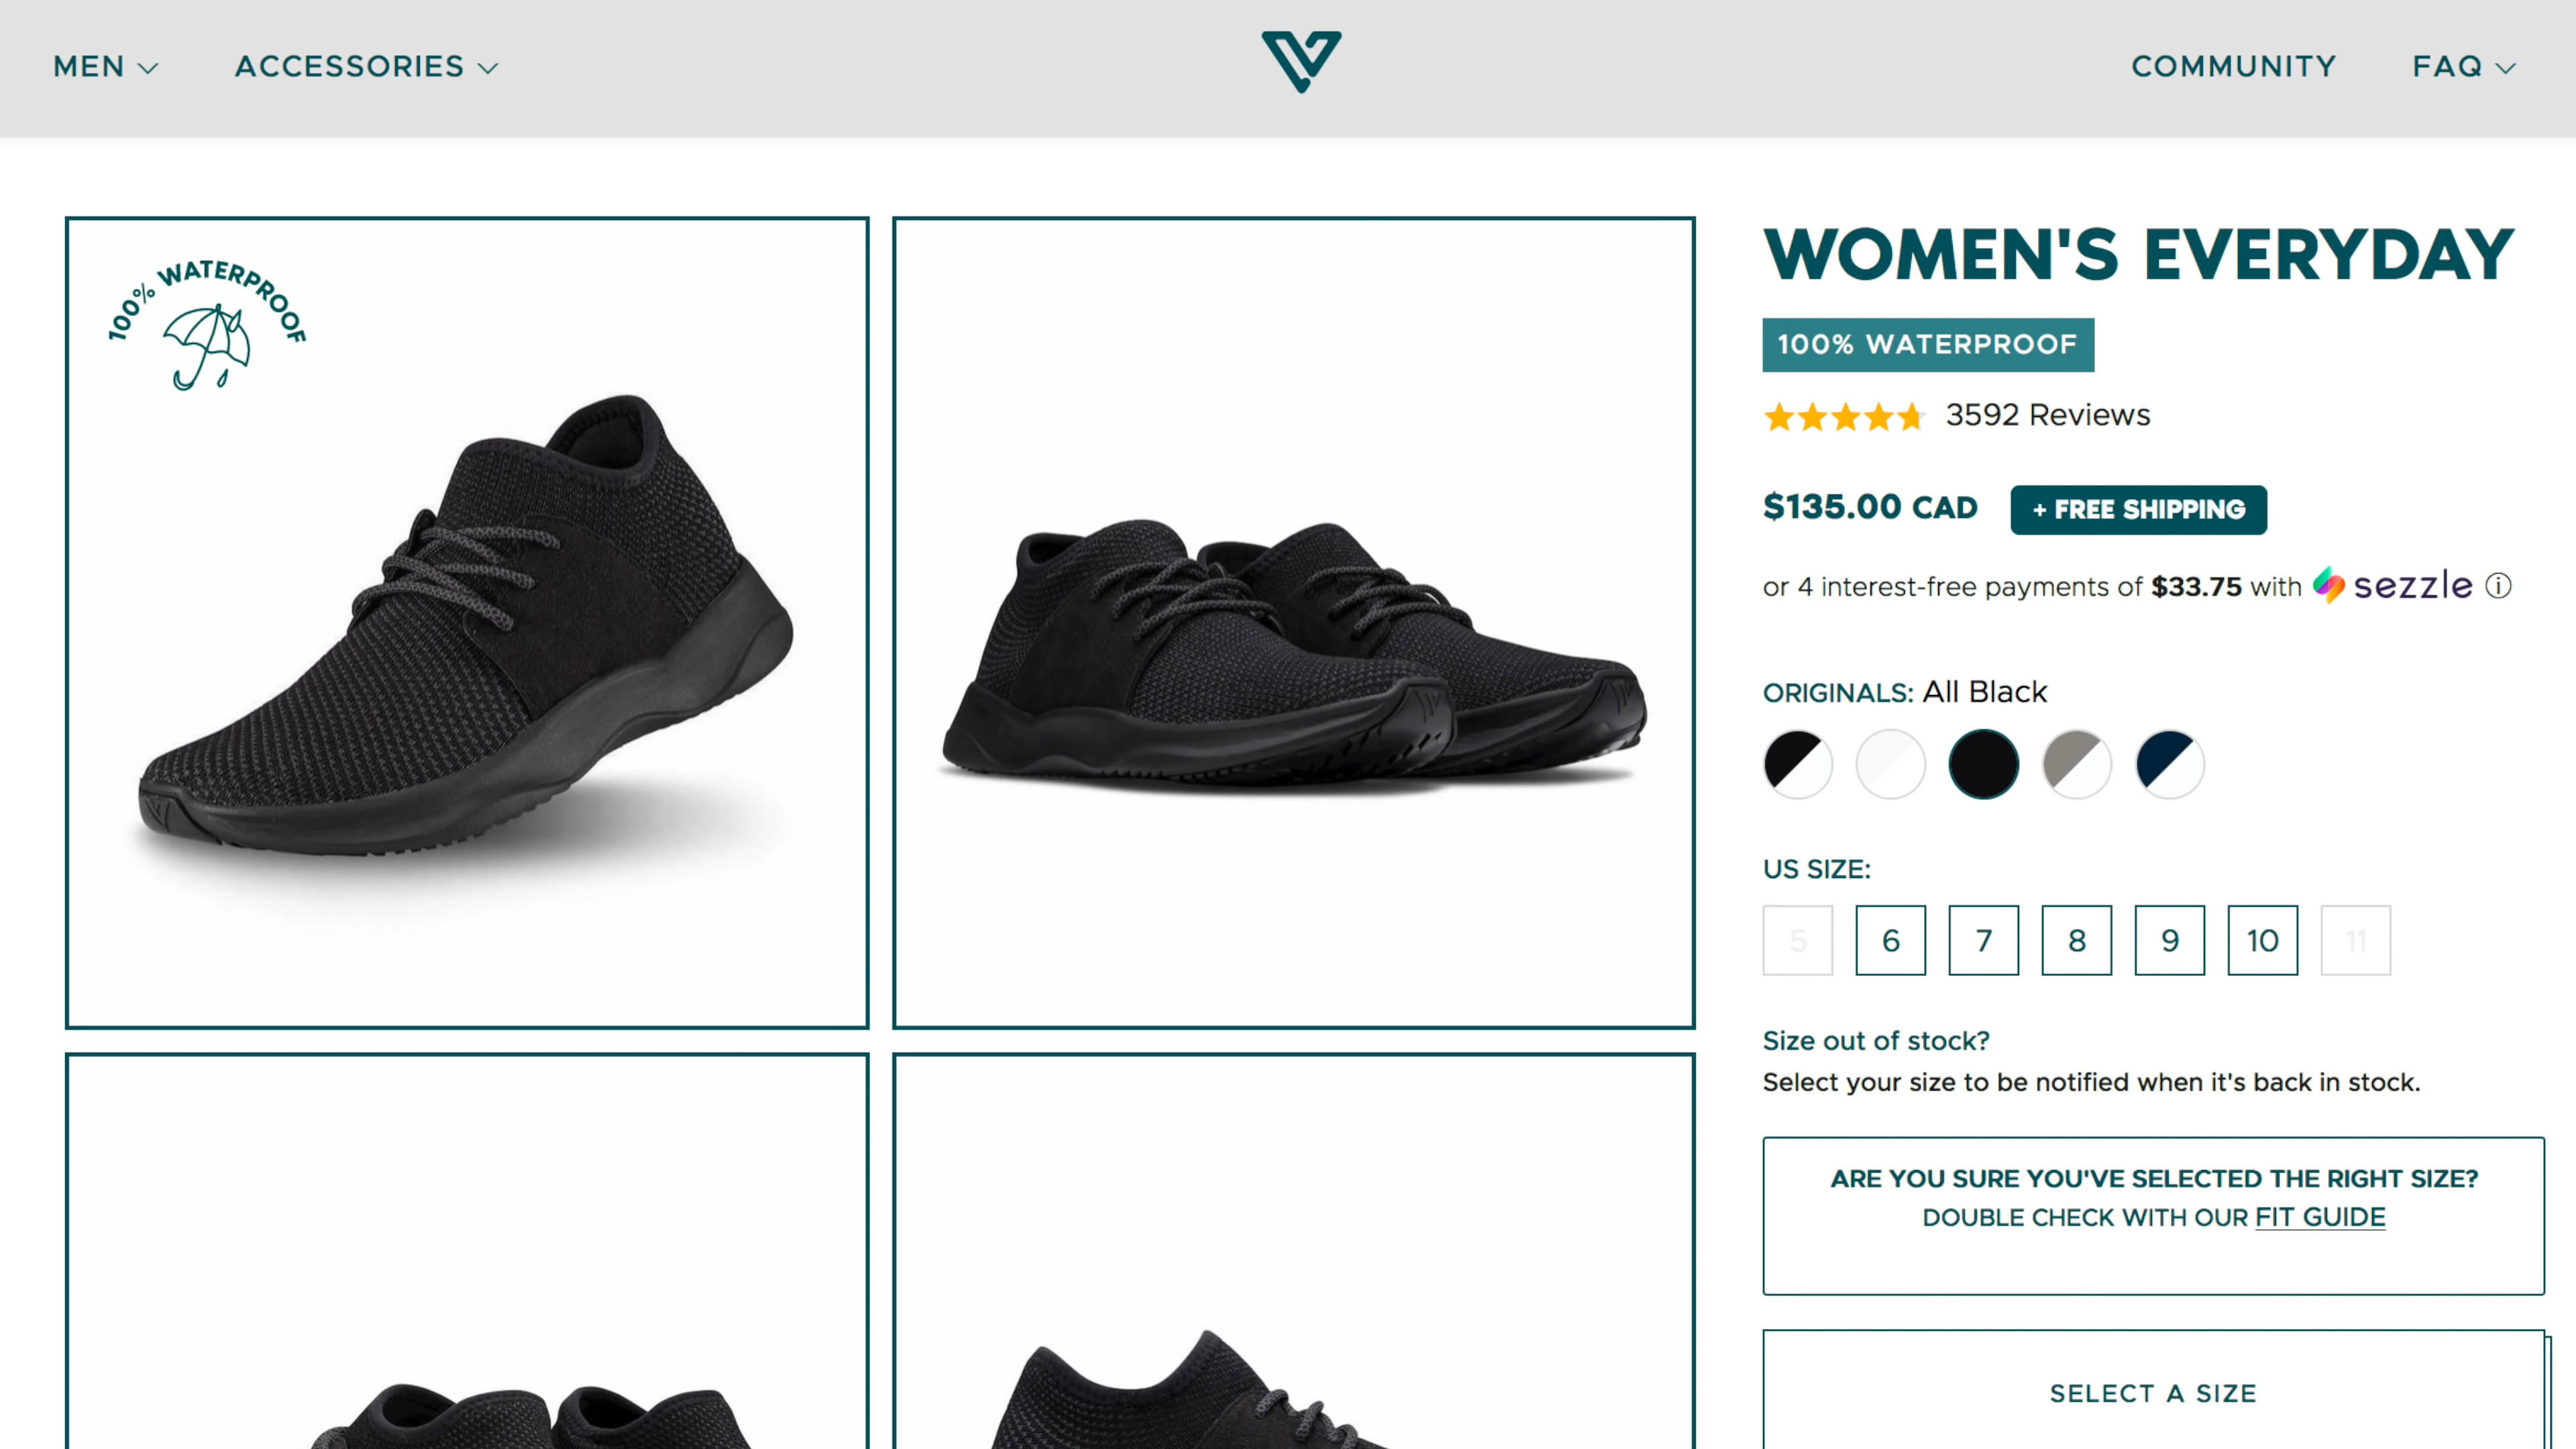 MEN
ACCESSORIES
COMMUNITY
FAQ
100% WATERPROOF
WOMEN'S EVERYDAY
100% WATERPROOF
3592 Reviews
$135.00 CAD
+ FREE SHIPPING
or 4 interest-free payments of $33.75 with sezzle
ORIGINALS: All Black
US SIZE:
5 6 7 8 9 10 11
Size out of stock?
Select your size to be notified when it's back in stock.
ARE YOU SURE YOU'VE SELECTED THE RIGHT SIZE?
DOUBLE CHECK WITH OUR FIT GUIDE
SELECT A SIZE